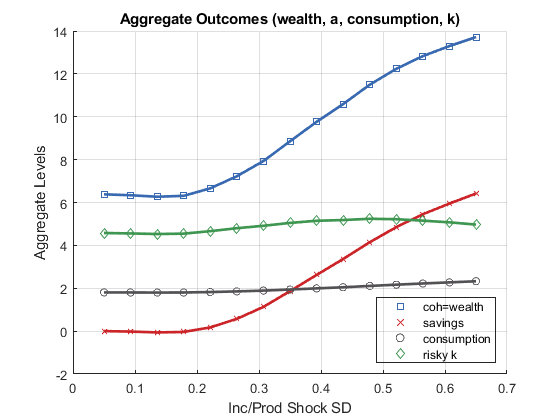 Aggregate Outcomes (wealth, a, consumption, k)
14
12
10
8
6
4
2
0
-2
Aggregate Levels
0
0.1
0.2
0.3
0.4
0.5
0.6
0.7
Inc/Prod Shock SD
coh=wealth
savings
consumption
risky k